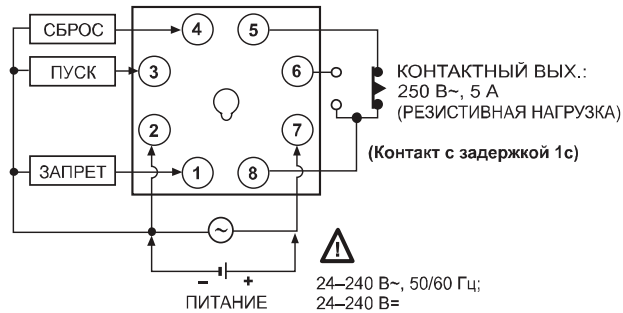 СБРОС
4
5
ПУСК
3
6
КОНТАКТНЫЙ ВЫХ.:
250 В~, 5 А
(РЕЗИСТИВНАЯ НАГРУЗКА)
2
7
(Контакт с задержкой 1с)
ЗАПРЕТ
1
8
~
!
– +
ПИТАНИЕ
24–240 В~, 50/60 Гц;
24–240 В=